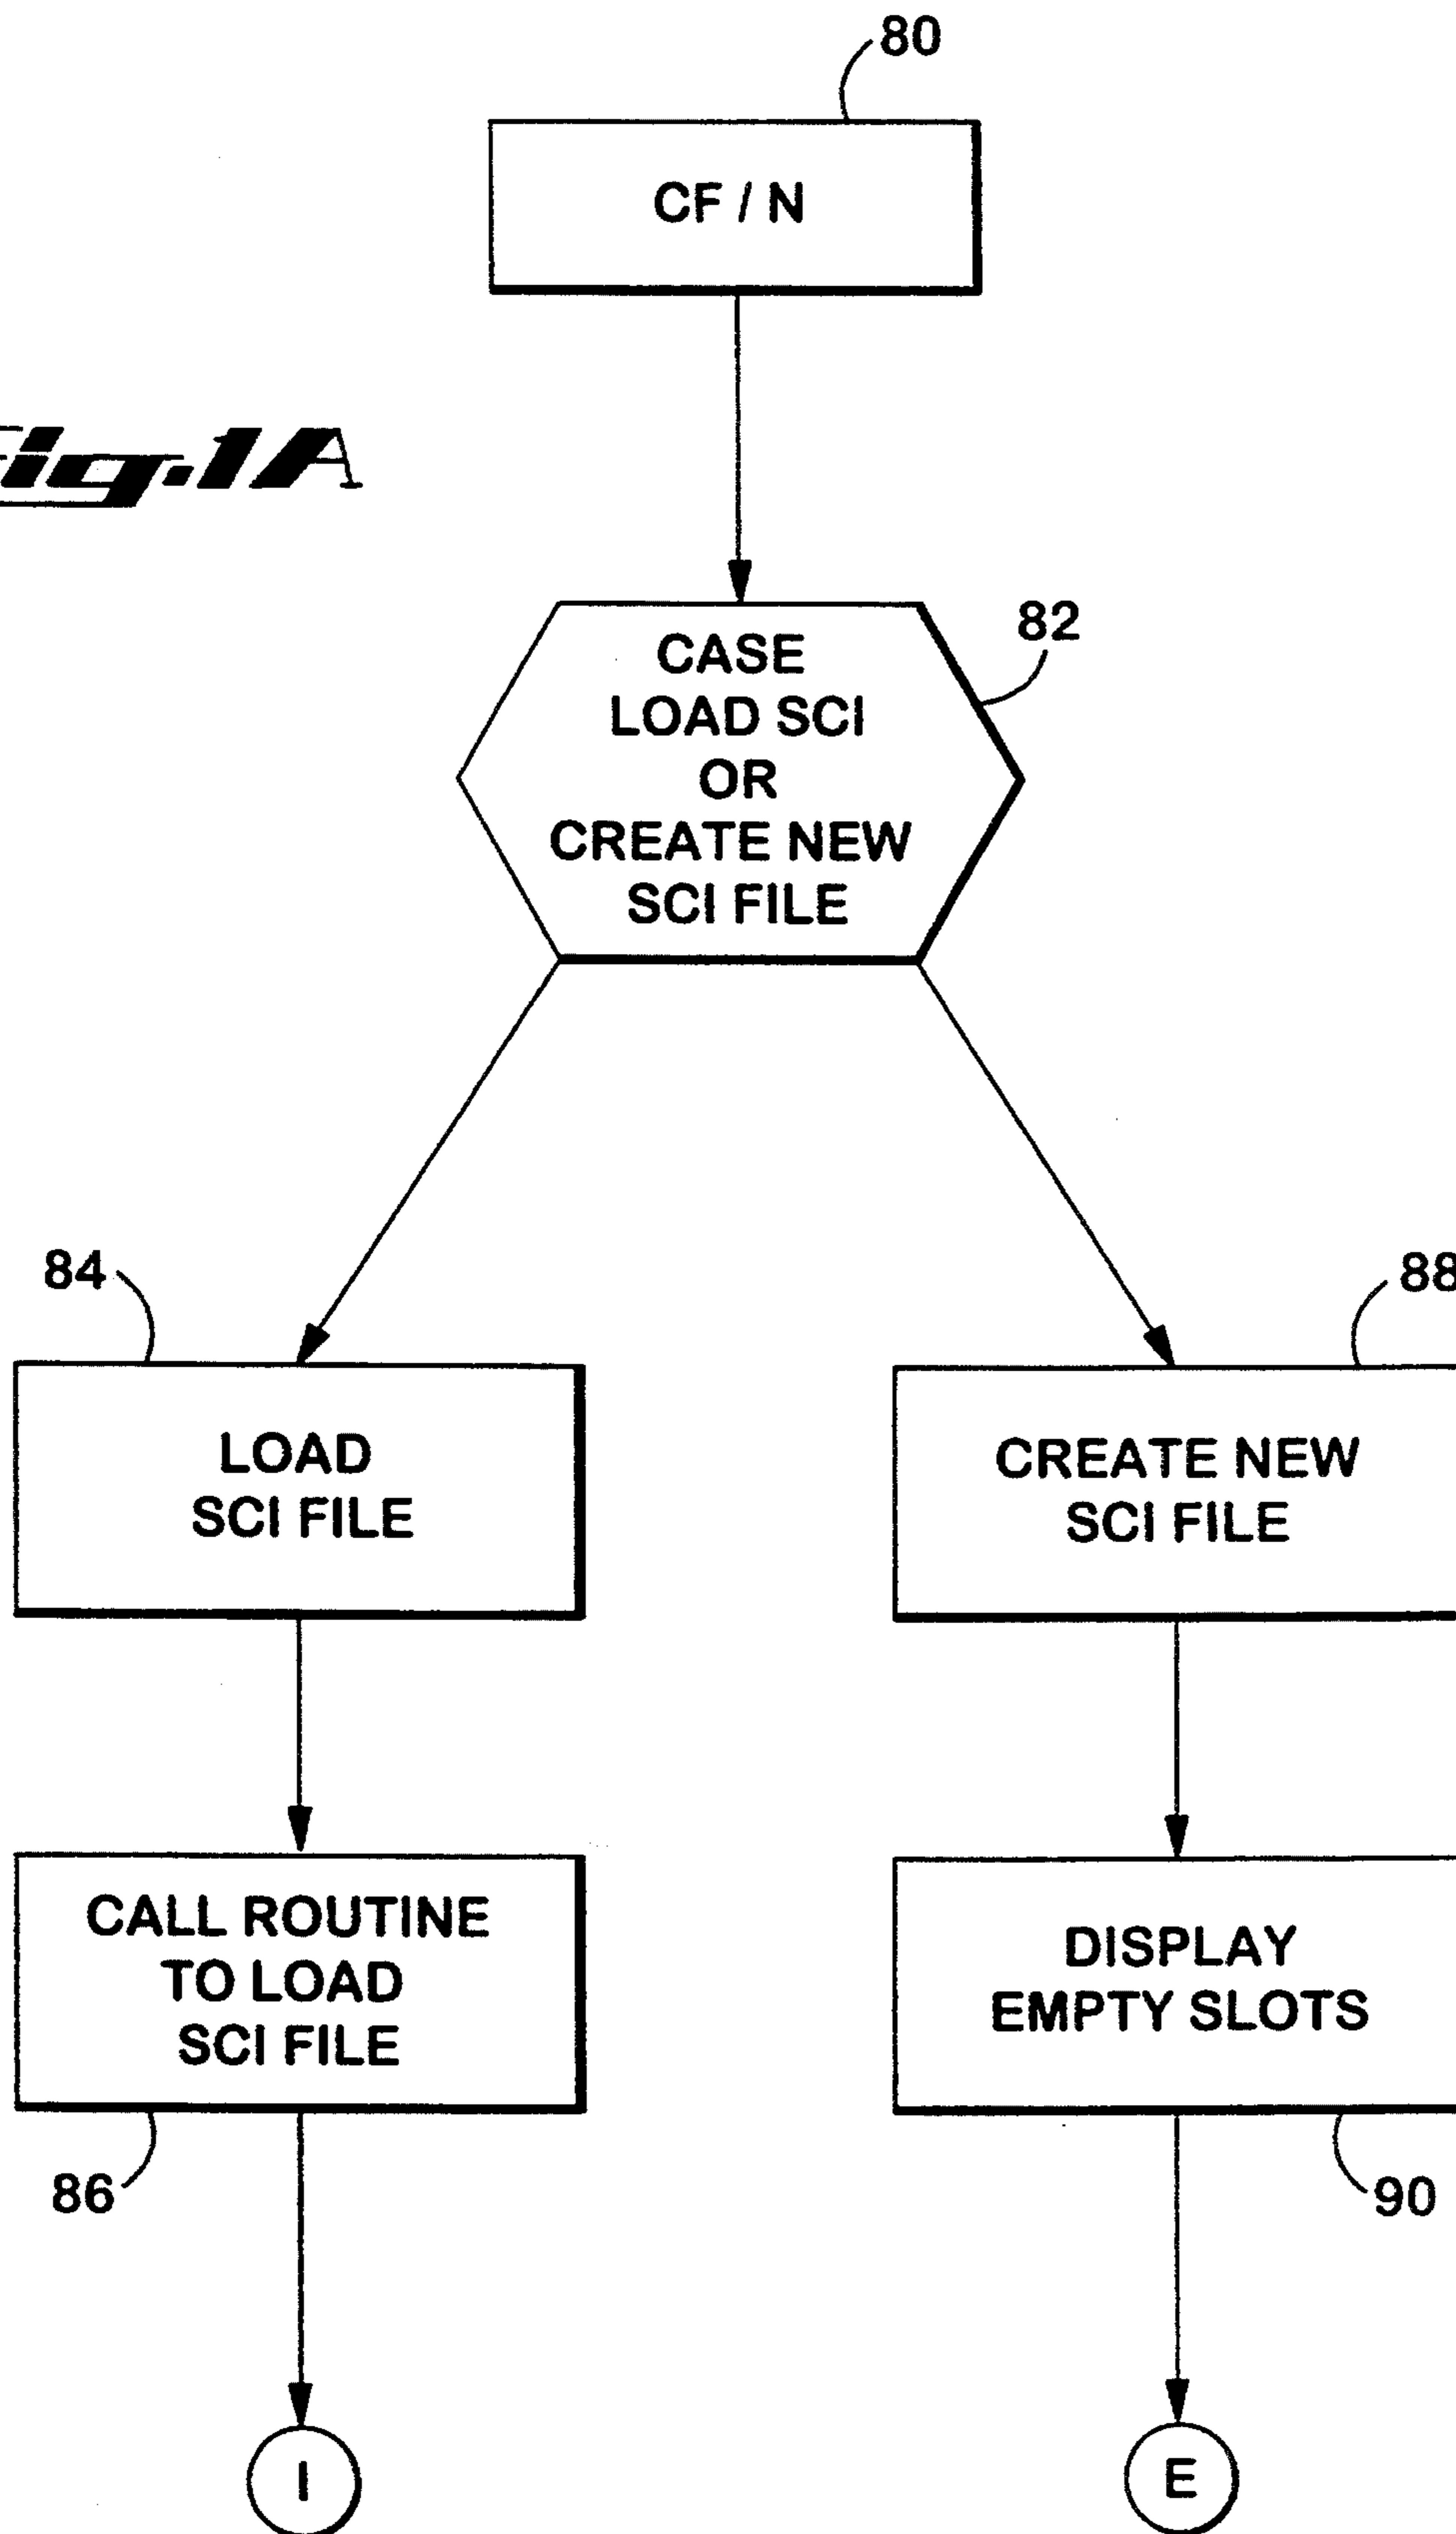 80
CF / N
Fig.1A
82
CASE
LOAD SCI
OR
CREATE NEW
SCI FILE
84
88
LOAD
SCI FILE
CREATE NEW
SCI FILE
CALL ROUTINE
TO LOAD
SCI FILE
DISPLAY
EMPTY SLOTS
86
90
I
E